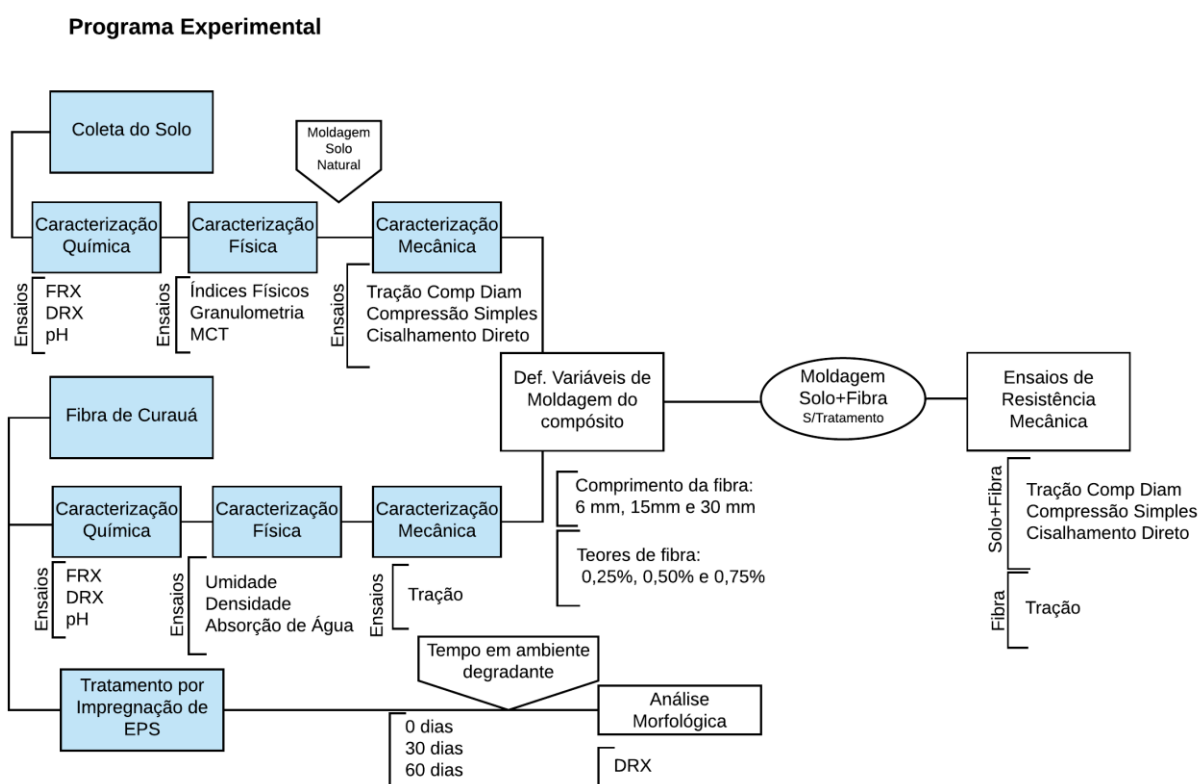 Programa Experimental
Coleta do Solo
Moldagem
Solo
Natural
Caracterização
Química
Caracterização
Física
Caracterização
Mecânica
Ensaios
FRX
DRX
pH
Ensaios
Índices Físicos
Granulometria
MCT
Ensaios
Tração Comp Diam
Compressão Simples
Cisalhamento Direto
Def. Variáveis de
Moldagem do
compósito
Moldagem
Solo+Fibra
S/Tratamento
Ensaios de
Resistência
Mecânica
Fibra de Curauá
Caracterização
Química
Caracterização
Física
Caracterização
Mecânica
Comprimento da fibra:
6 mm, 15mm e 30 mm
Teores de fibra:
0,25%, 0,50% e 0,75%
Solo+Fibra
Tração Comp Diam
Compressão Simples
Cisalhamento Direto
Fibra
Tração
Ensaios
FRX
DRX
pH
Ensaios
Umidade
Densidade
Absorção de Água
Ensaios
Tração
Tratamento por
Impregnação de
EPS
Tempo em ambiente
degradante
Análise
Morfológica
0 dias
30 dias
60 dias
DRX